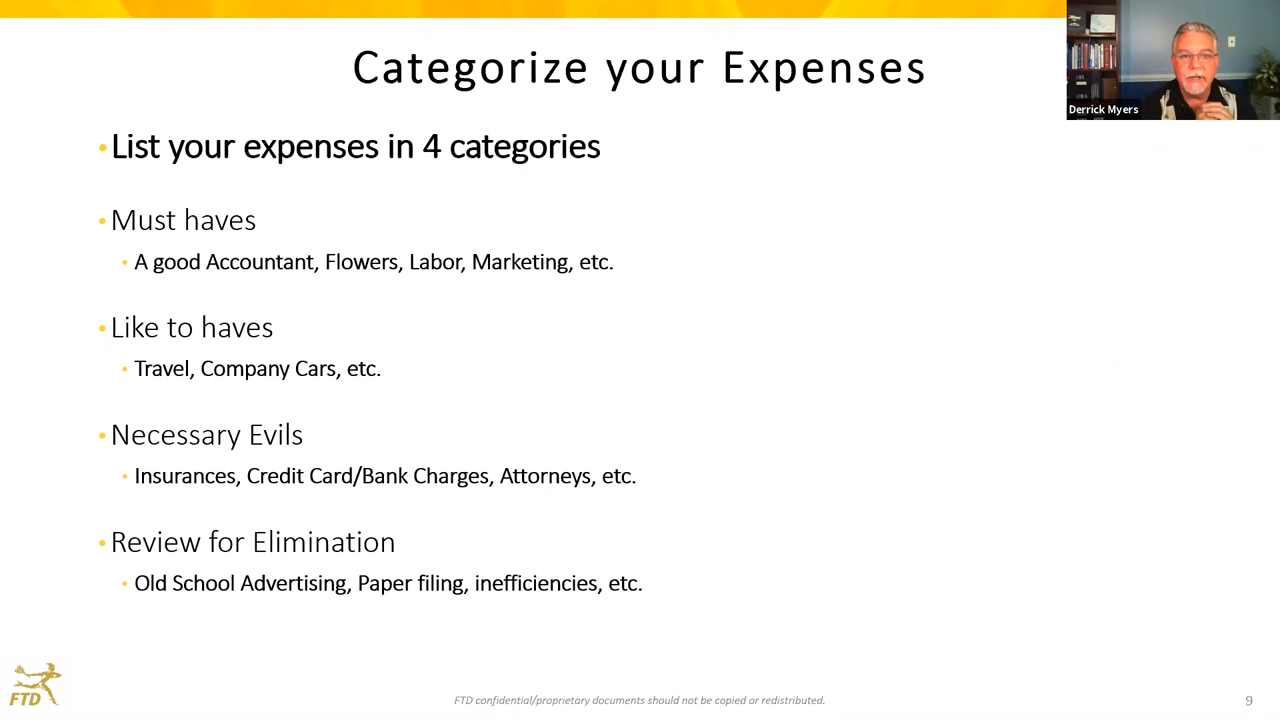 Categorize your Expenses
Derrick Myers
•List your expenses in 4 categories
•Must haves
•A good Accountant, Flowers, Labor, Marketing, etc.
•Like to haves
•Travel, Company Cars, etc.
•Necessary Evils
•Insurances, Credit Card/Bank Charges, Attorneys, etc.
•Review for Elimination
•Old School Advertising, Paper filing, inefficiencies, etc.
FTD
FTD confidential/proprietary documents should not be copied or redistributed.
9